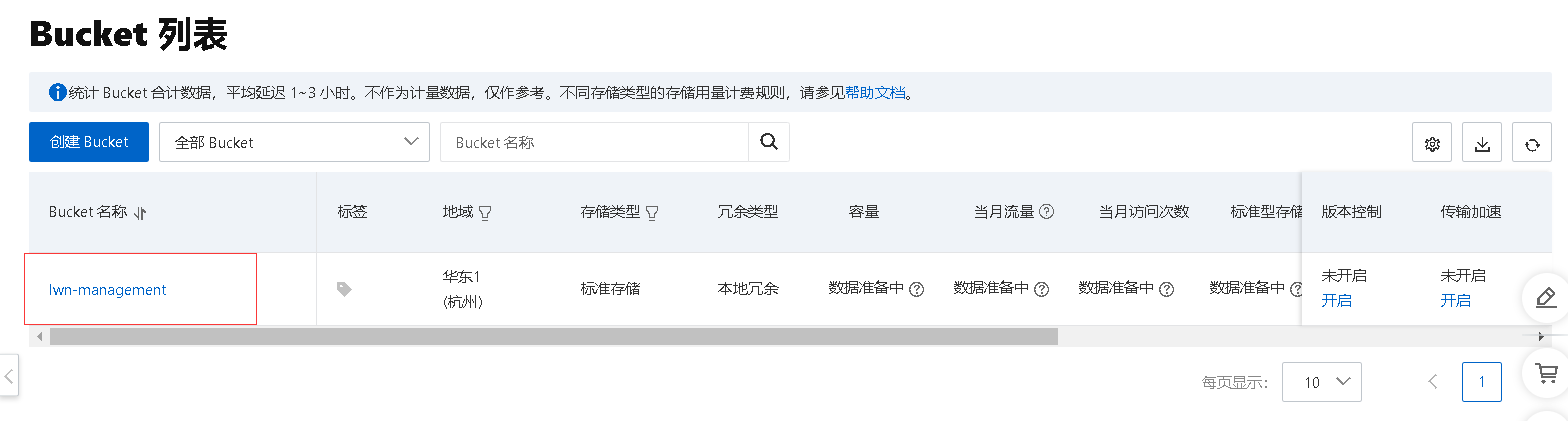 Bucket 列表
统计 Bucket 合计数据，平均延迟 1~3 小时。不作为计量数据，仅作参考。不同存储类型的存储用量计费规则，请参见帮助文档。
创建 Bucket 全部 Bucket Bucket 名称
Bucket 名称 标签 地域 存储类型 冗余类型 容量 当月流量 当月访问次数 标准型存储 版本控制 传输加速
lwn-management 华东1 标准存储 本地冗余 数据准备中 数据准备中 数据准备中 数据准备中 未开启 未开启
(杭州) 开启 开启
每页显示: 10 1